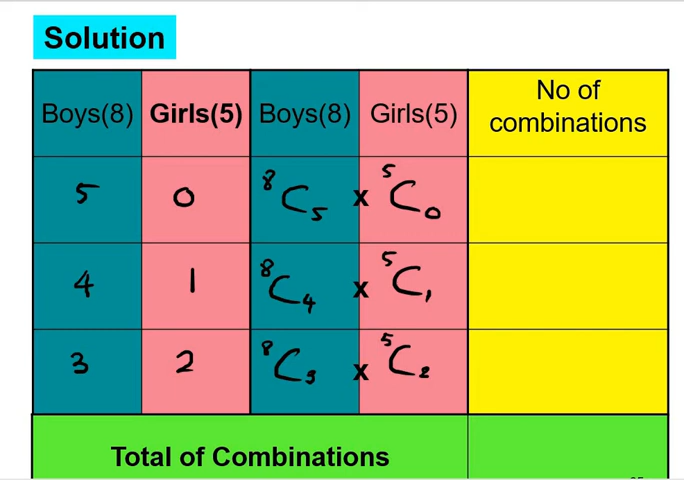 Solution
Boys(8) Girls(5) Boys(8) Girls(5) No of combinations
5 0 ⁸C₅ x ⁵C₀
4 1 ⁸C₄ x ⁵C₁
3 2 ⁸C₃ x ⁵C₂
Total of Combinations